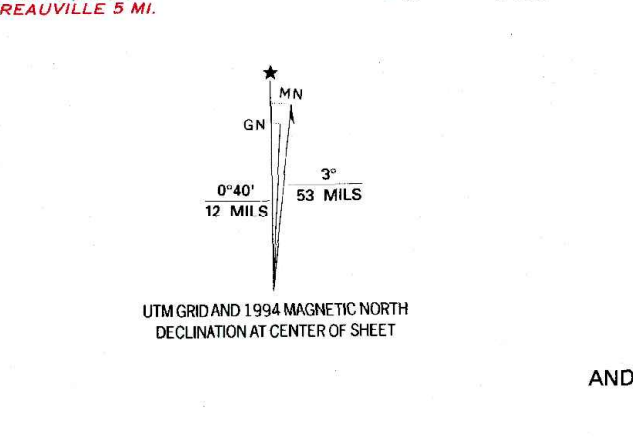 REAUVILLE 5 MI.
★
MN
GN
0°40'
12 MILS
3°
53 MILS
UTM GRID AND 1994 MAGNETIC NORTH
DECLINATION AT CENTER OF SHEET
AND